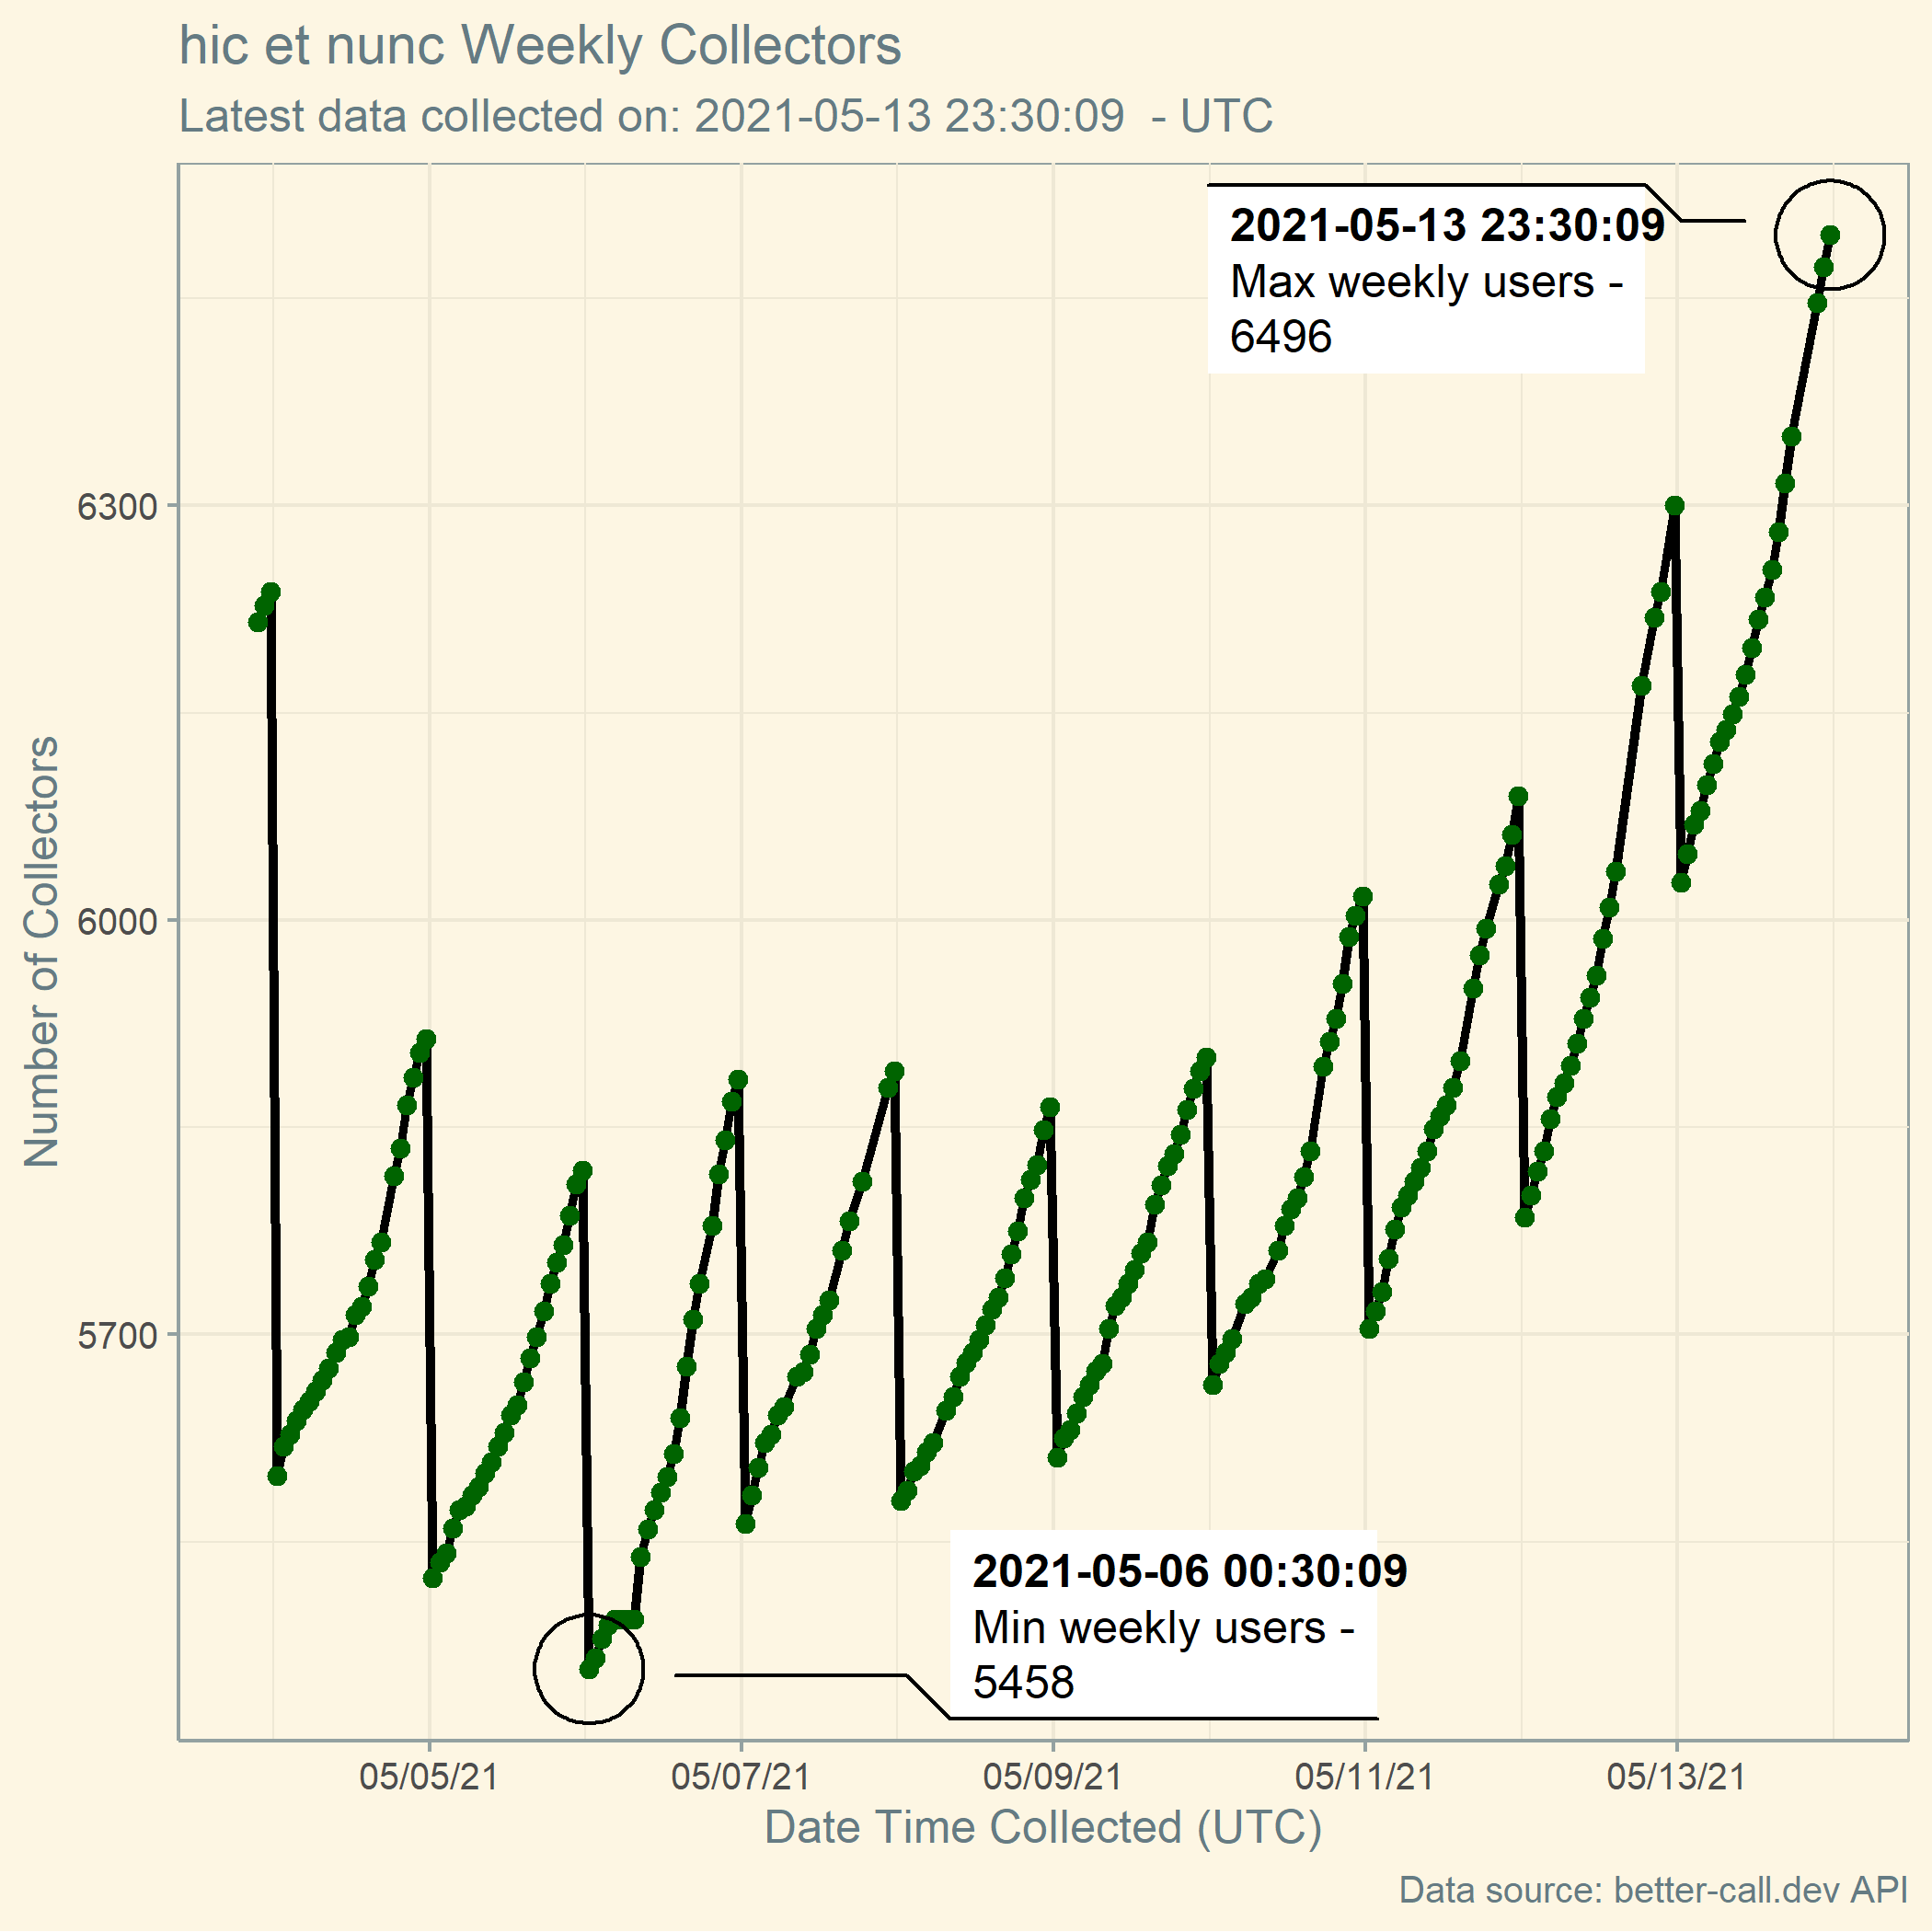 hic et nunc Weekly Collectors
Latest data collected on: 2021-05-13 23:30:09  - UTC
2021-05-13 23:30:09
Max weekly users -
6496
6300
6000
5700
Number of Collectors
2021-05-06 00:30:09
Min weekly users -
5458
05/05/21
05/07/21
05/09/21
05/11/21
05/13/21
Date Time Collected (UTC)
Data source: better-call.dev API